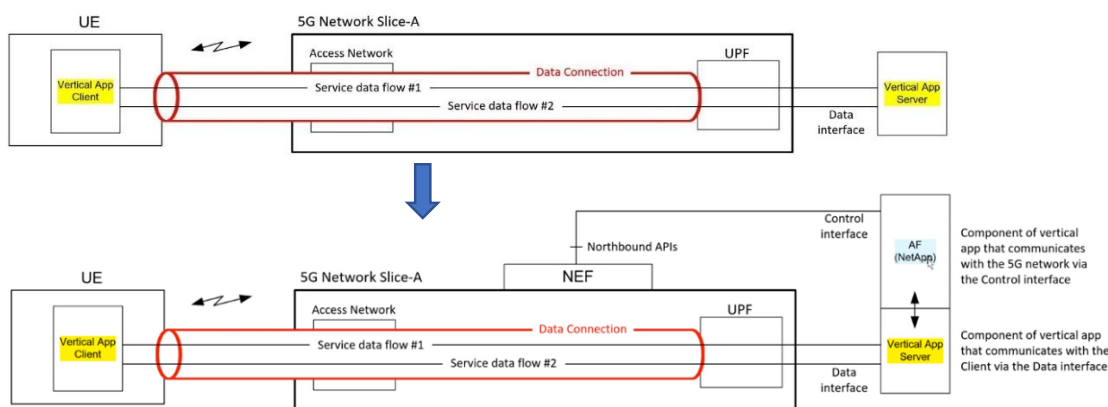 5G Network Slice-A
UE
Access Network
UPF
Data Connection
Vertical App
Client
Service data flow #1
Service data flow #2
Vertical App
Server
Data
interface
Control
interface
Northbound APIs
AF
(NetApp)
Component of vertical
app that communicates
with the 5G network via
the Control interface
UE
5G Network Slice-A
NEF
Access Network
UPF
Data Connection
Vertical App
Client
Service data flow #1
Service data flow #2
Vertical App
Server
Data
interface
Component of vertical app
that communicates with the
Client via the Data interface